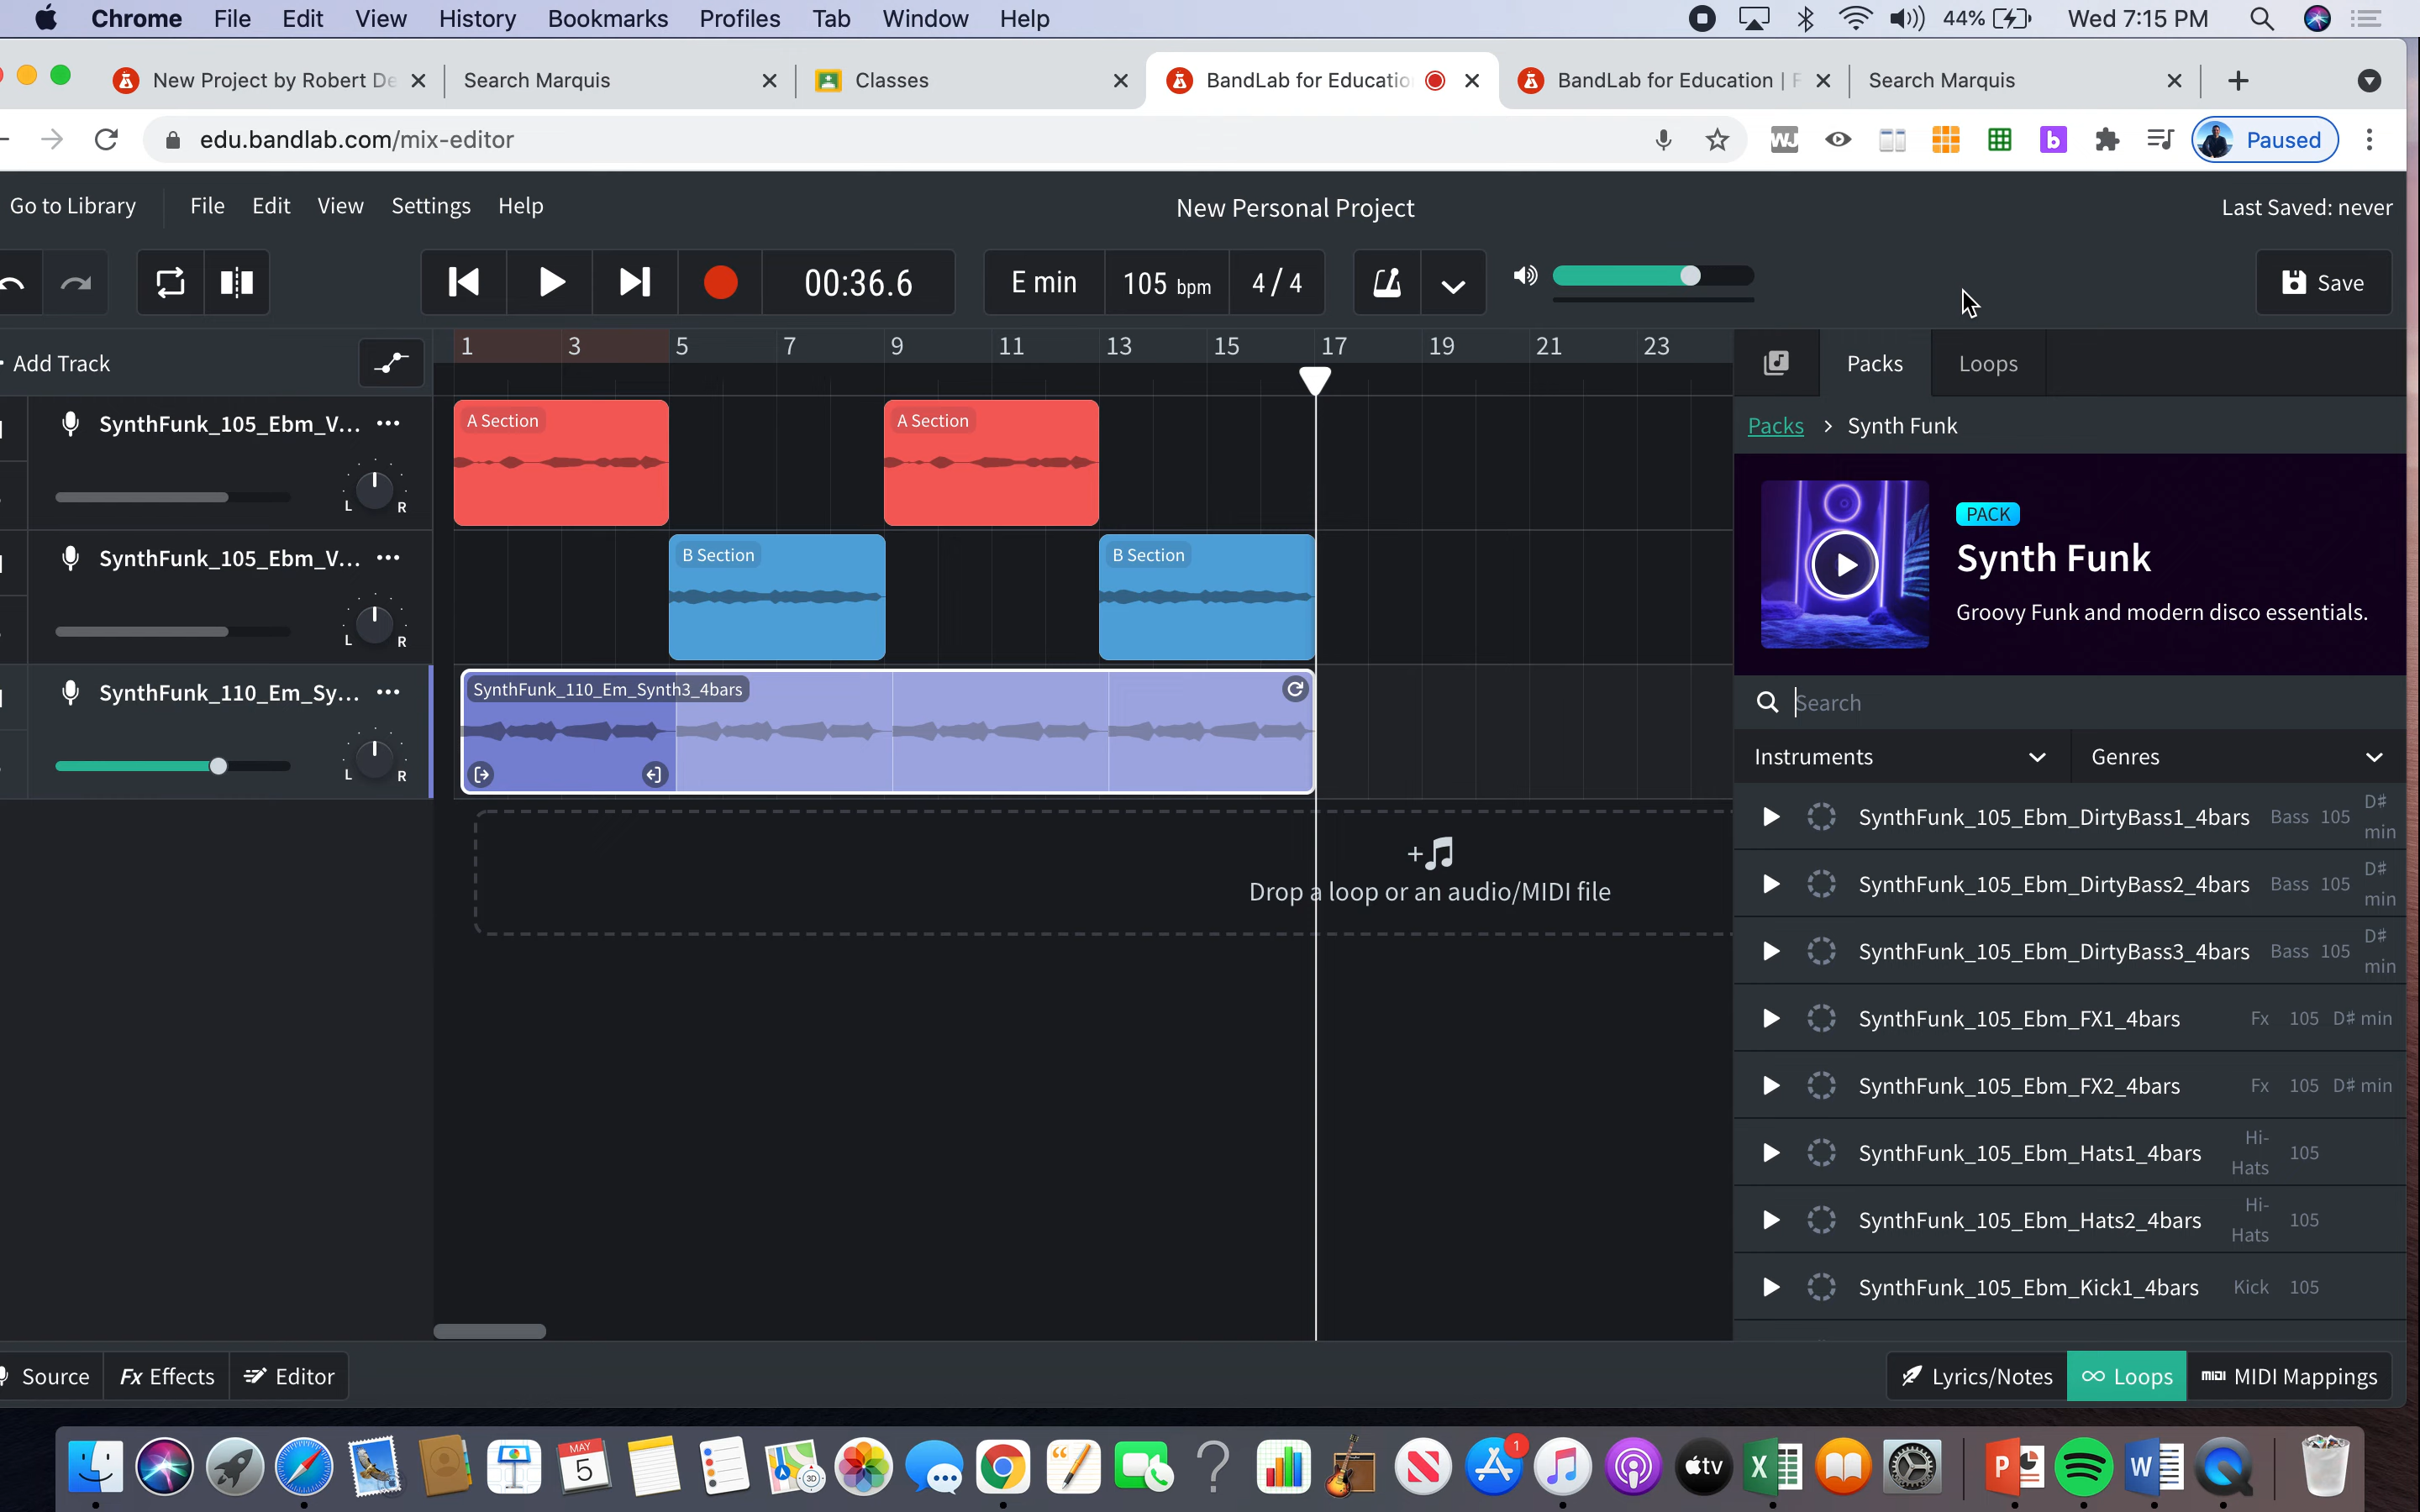 Chrome File Edit View History Bookmarks Profiles Tab Window Help 44% Wed 7:15 PM
New Project by Robert De Search Marquis Classes BandLab for Educatio BandLab for Education | Search Marquis
edu.bandlab.com/mix-editor Paused
Go to Library File Edit View Settings Help New Personal Project Last Saved: never
00:36.6 E min 105 bpm 4 / 4 Save
Add Track 1 3 5 7 9 11 13 15 17 19 21 23 Packs Loops
SynthFunk_105_Ebm_V... A Section A Section
L R
Packs > Synth Funk
SynthFunk_105_Ebm_V... B Section B Section
L R
PACK
Synth Funk
Groovy Funk and modern disco essentials.
SynthFunk_110_Em_Sy... SynthFunk_110_Em_Synth3_4bars
L R
Search
Instruments Genres
SynthFunk_105_Ebm_DirtyBass1_4bars Bass 105 D# min
SynthFunk_105_Ebm_DirtyBass2_4bars Bass 105 D# min
SynthFunk_105_Ebm_DirtyBass3_4bars Bass 105 D# min
SynthFunk_105_Ebm_FX1_4bars Fx 105 D# min
SynthFunk_105_Ebm_FX2_4bars Fx 105 D# min
SynthFunk_105_Ebm_Hats1_4bars Hi-Hats 105
SynthFunk_105_Ebm_Hats2_4bars Hi-Hats 105
SynthFunk_105_Ebm_Kick1_4bars Kick 105
+
Drop a loop or an audio/MIDI file
Source Fx Effects Editor Lyrics/Notes Loops MIDI MIDI Mappings
MAY
5
3D
1
tv
X
P
W